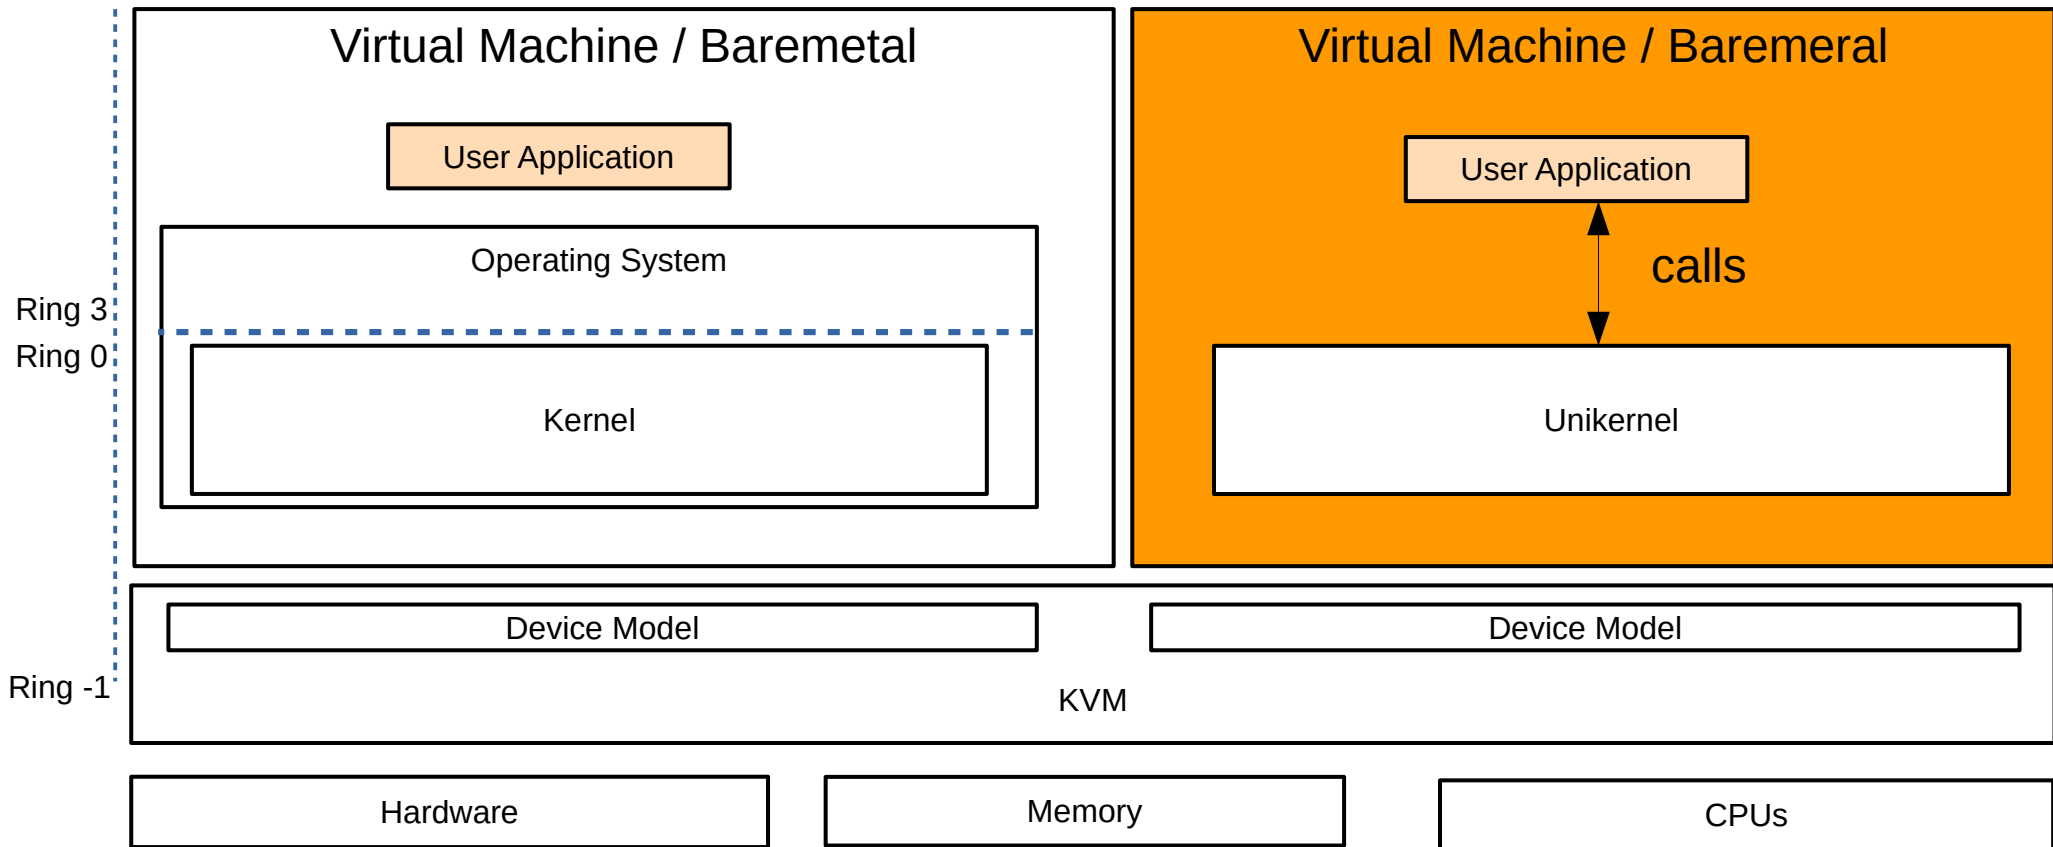 Virtual Machine / Baremetal
Virtual Machine / Baremeral
User Application
User Application
Operating System
calls
Ring 3
Ring 0
Kernel
Unikernel
Device Model
Device Model
Ring -1
KVM
Hardware
Memory
CPUs